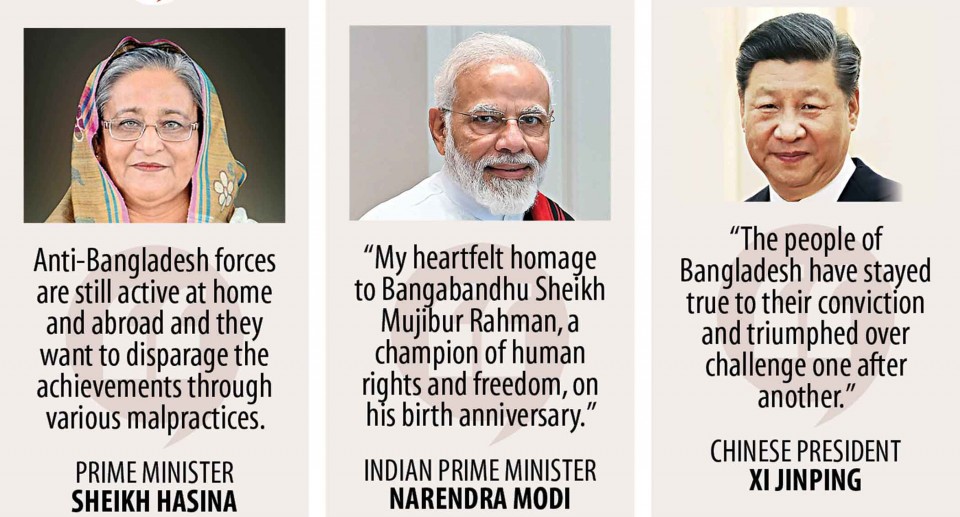 Anti-Bangladesh forces
are still active at home
and abroad and they
want to disparage the
achievements through
various malpractices.
PRIME MINISTER
SHEIKH HASINA
“My heartfelt homage
to Bangabandhu Sheikh
Mujibur Rahman, a
champion of human
rights and freedom, on
his birth anniversary.”
INDIAN PRIME MINISTER
NARENDRA MODI
“The people of
Bangladesh have stayed
true to their conviction
and triumphed over
challenge one after
another.”
CHINESE PRESIDENT
XI JINPING